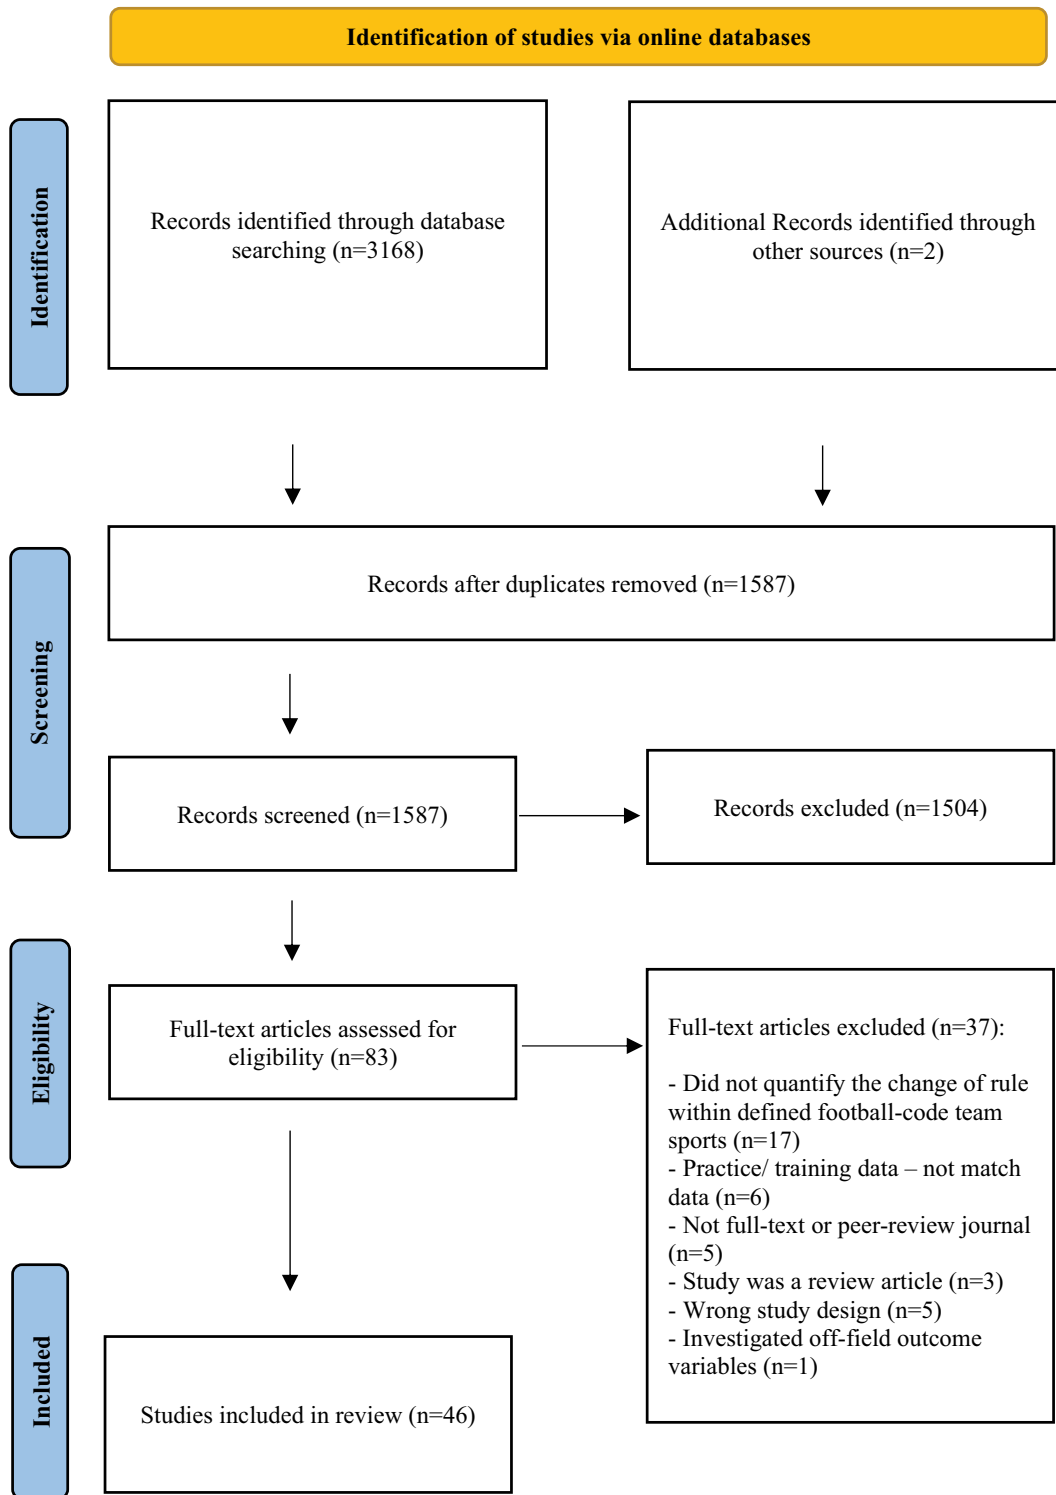 Identification of studies via online databases
Identification
Records identified through database
searching (n=3168)
Additional Records identified through
other sources (n=2)
Screening
Records after duplicates removed (n=1587)
Records screened (n=1587)
Records excluded (n=1504)
Eligibility
Full-text articles assessed for
eligibility (n=83)
Full-text articles excluded (n=37):
- Did not quantify the change of rule
within defined football-code team
sports (n=17)
- Practice/ training data – not match
data (n=6)
- Not full-text or peer-review journal
(n=5)
- Study was a review article (n=3)
- Wrong study design (n=5)
- Investigated off-field outcome
variables (n=1)
Included
Studies included in review (n=46)